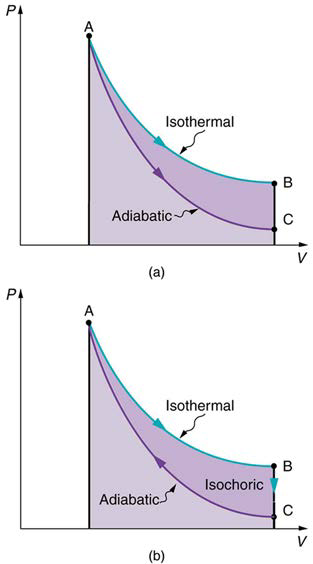 P
A
Isothermal
B
Adiabatic
C
V
(a)
P
A
Isothermal
B
Isochoric
Adiabatic
C
V
(b)